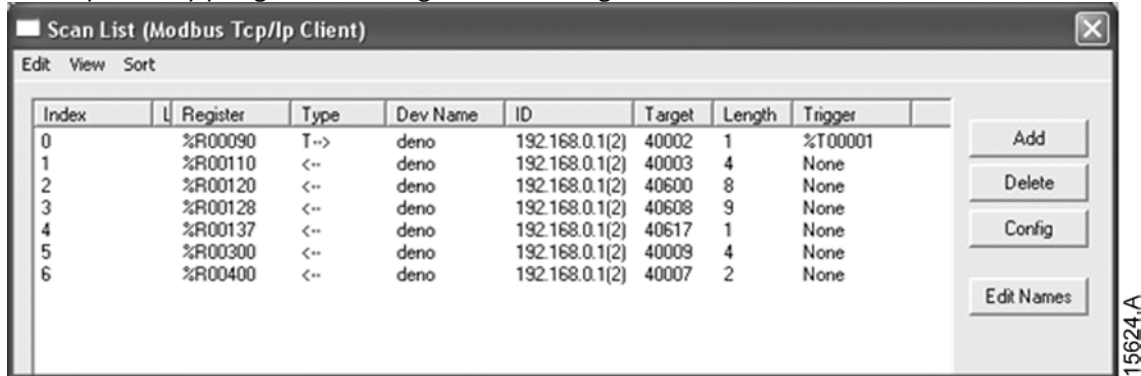 Scan List (Modbus Tcp/Ip Client)
Edit View Sort
Index L Register Type Dev Name ID Target Length Trigger
0 %R00090 T--> deno 192.168.0.1(2) 40002 1 %T00001
1 %R00110 <-- deno 192.168.0.1(2) 40003 4 None
2 %R00120 <-- deno 192.168.0.1(2) 40600 8 None
3 %R00128 <-- deno 192.168.0.1(2) 40608 9 None
4 %R00137 <-- deno 192.168.0.1(2) 40617 1 None
5 %R00300 <-- deno 192.168.0.1(2) 40009 4 None
6 %R00400 <-- deno 192.168.0.1(2) 40007 2 None
Add
Delete
Config
Edit Names
15624,A